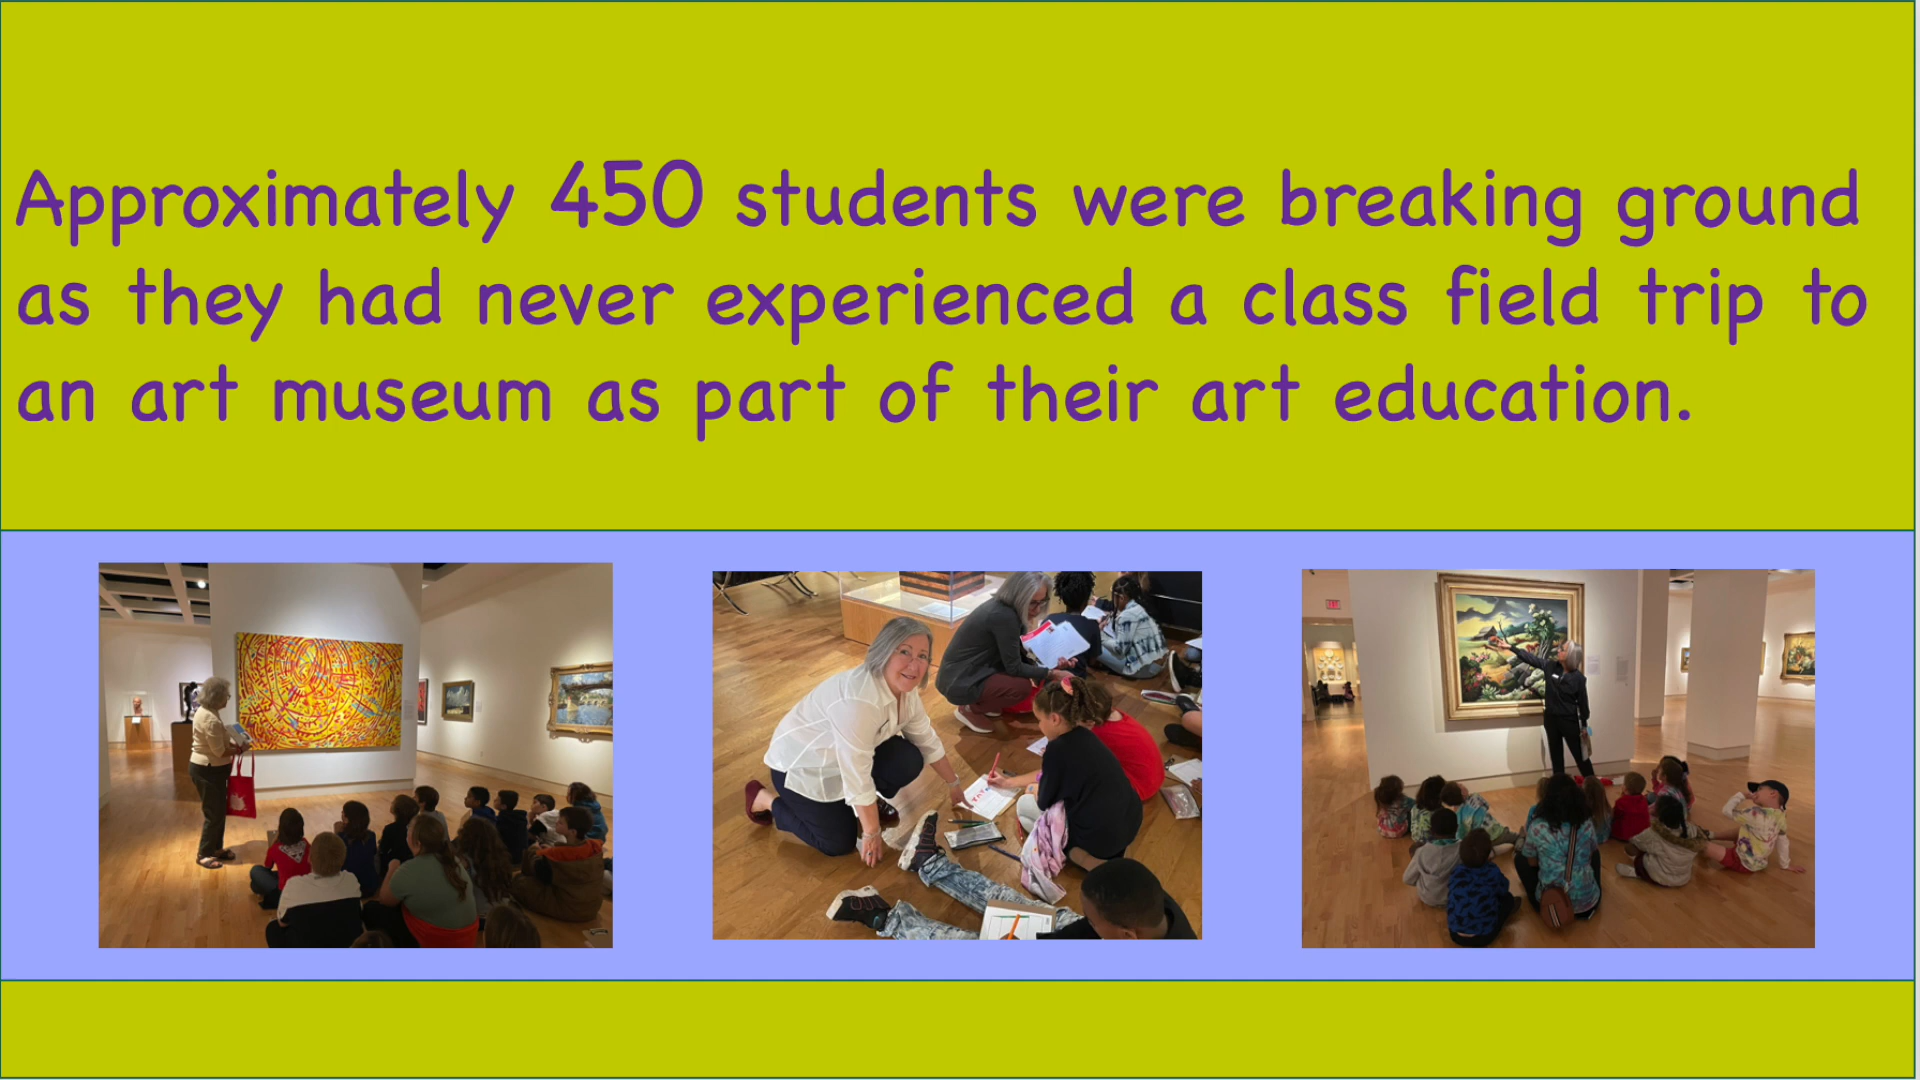 Approximately 450 students were breaking ground
as they had never experienced a class field trip to
an art museum as part of their art education.
EXIT